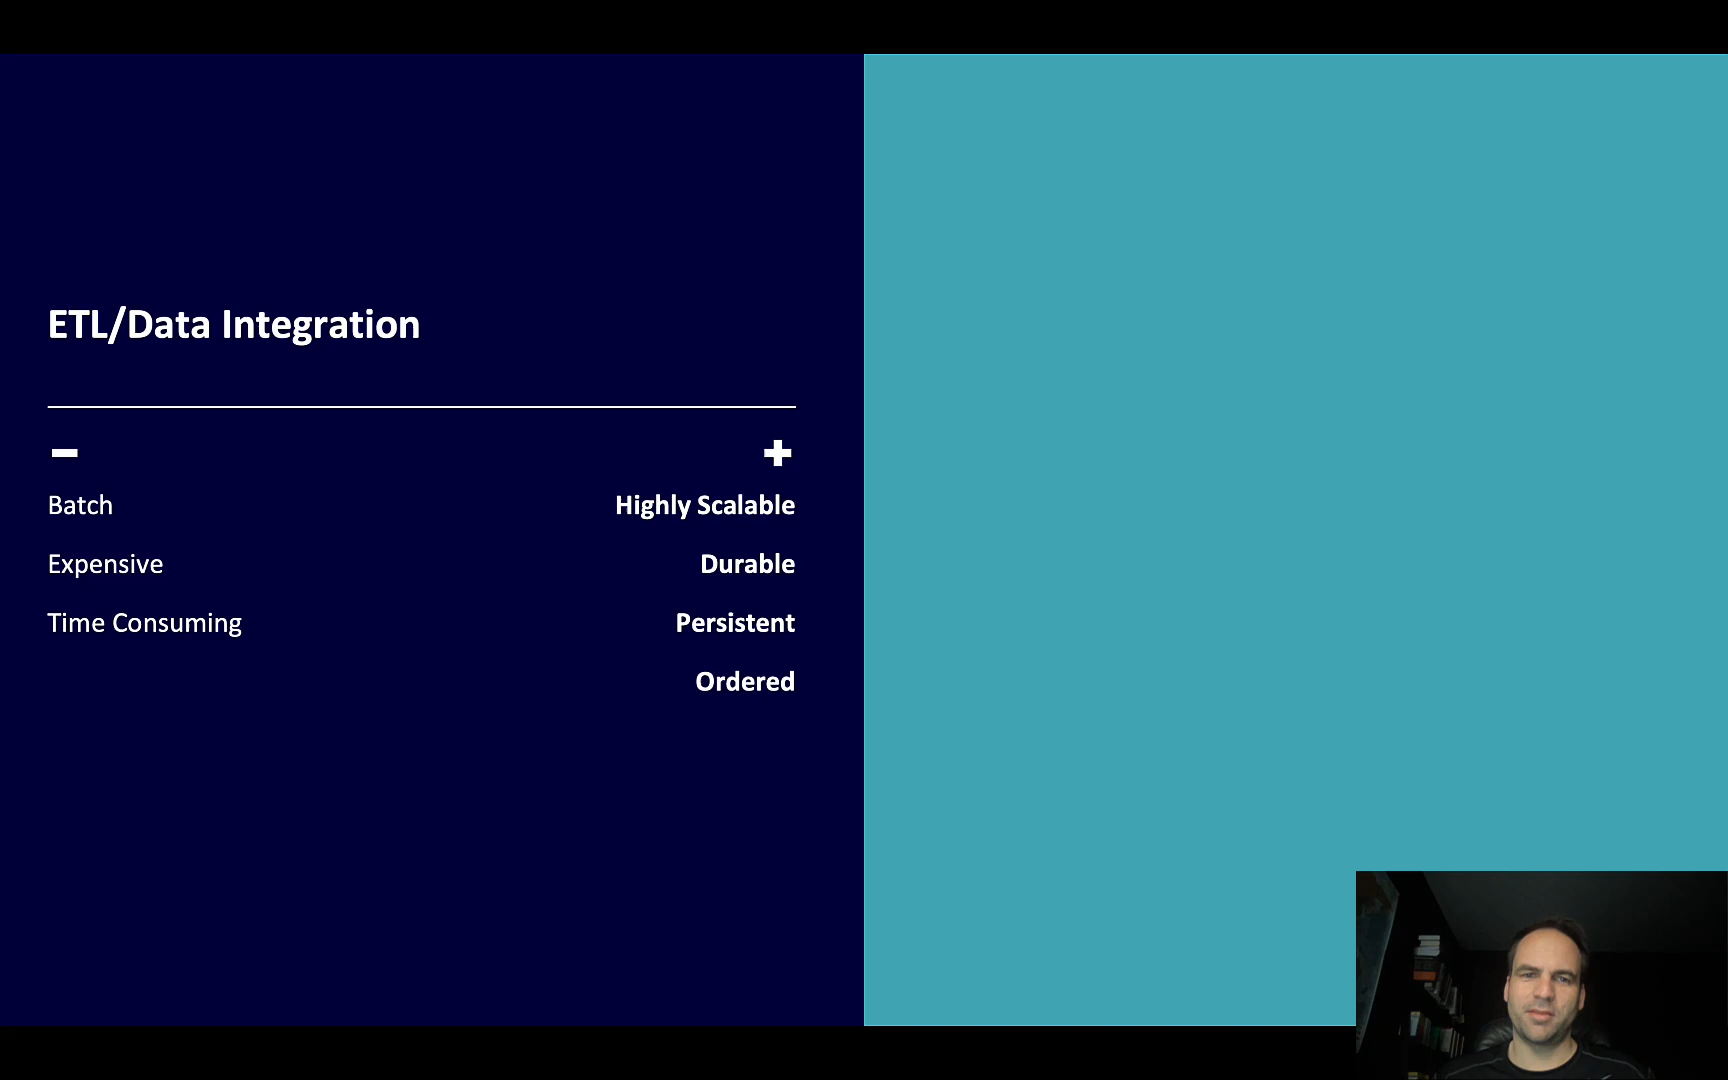 ETL/Data Integration
- +
Batch Highly Scalable
Expensive Durable
Time Consuming Persistent
Ordered